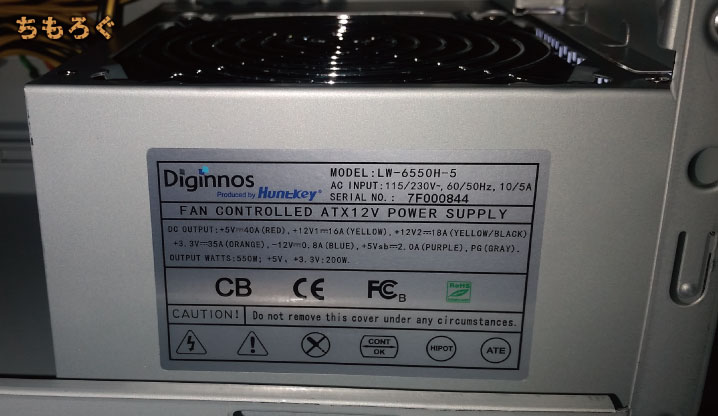 ちもろぐ
Diginnos
Produced by Huntkey
MODEL:LW-6550H-5
AC INPUT:115/230V~,60/50Hz,10/5A
SERIAL NO.: 7F000844
FAN CONTROLLED ATX12V POWER SUPPLY
DC OUTPUT:+5V⎓40A(RED),+12V1⎓16A(YELLOW),+12V2⎓18A(YELLOW/BLACK)
+3.3V⎓35A(ORANGE),-12V⎓0.8A(BLUE),+5Vsb⎓2.0A(PURPLE),PG(GRAY).
OUTPUT WATTS:550W; +5V, +3.3V:200W.
CB CE FC B RoHS
CAUTION! Do not remove this cover under any circumstances.
CONT OK HIPOT ATE